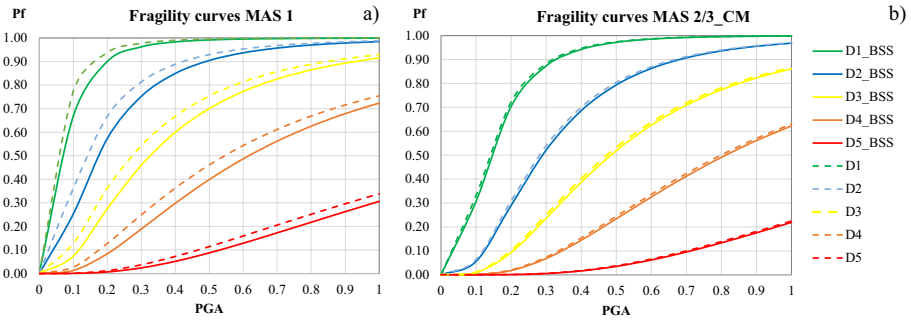 Pf
Fragility curves MAS 1
a)
1.00
0.90
0.80
0.70
0.60
0.50
0.40
0.30
0.20
0.10
0.00
0 0.1 0.2 0.3 0.4 0.5 0.6 0.7 0.8 0.9 1
PGA
Pf
Fragility curves MAS 2/3_CM
b)
1.00
0.90
0.80
0.70
0.60
0.50
0.40
0.30
0.20
0.10
0.00
0 0.1 0.2 0.3 0.4 0.5 0.6 0.7 0.8 0.9 1
PGA
D1_BSS
D2_BSS
D3_BSS
D4_BSS
D5_BSS
D1
D2
D3
D4
D5